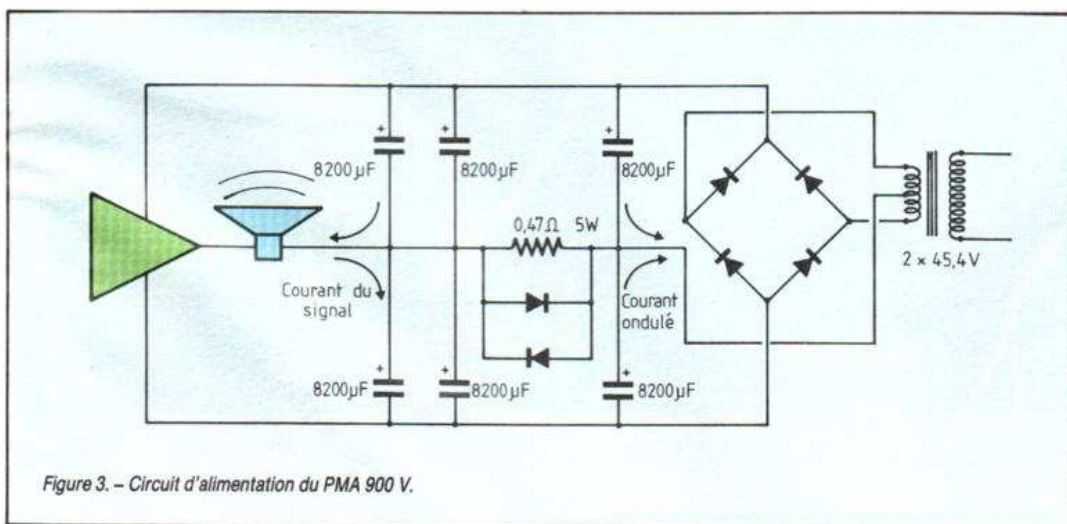 +
+
+
8200µF
8200µF
8200µF
0,47Ω 5W
2 × 45,4V
Courant du
signal
Courant
ondulé
+
+
+
8200µF
8200µF
8200µF
Figure 3. – Circuit d'alimentation du PMA 900 V.